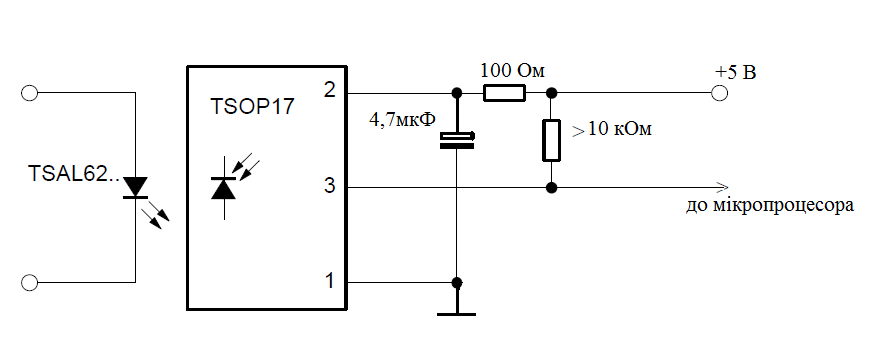 100 Ом
+5 В
2
TSOP17
4,7мкФ
>10 кОм
TSAL62..
3
до мікропроцесора
1